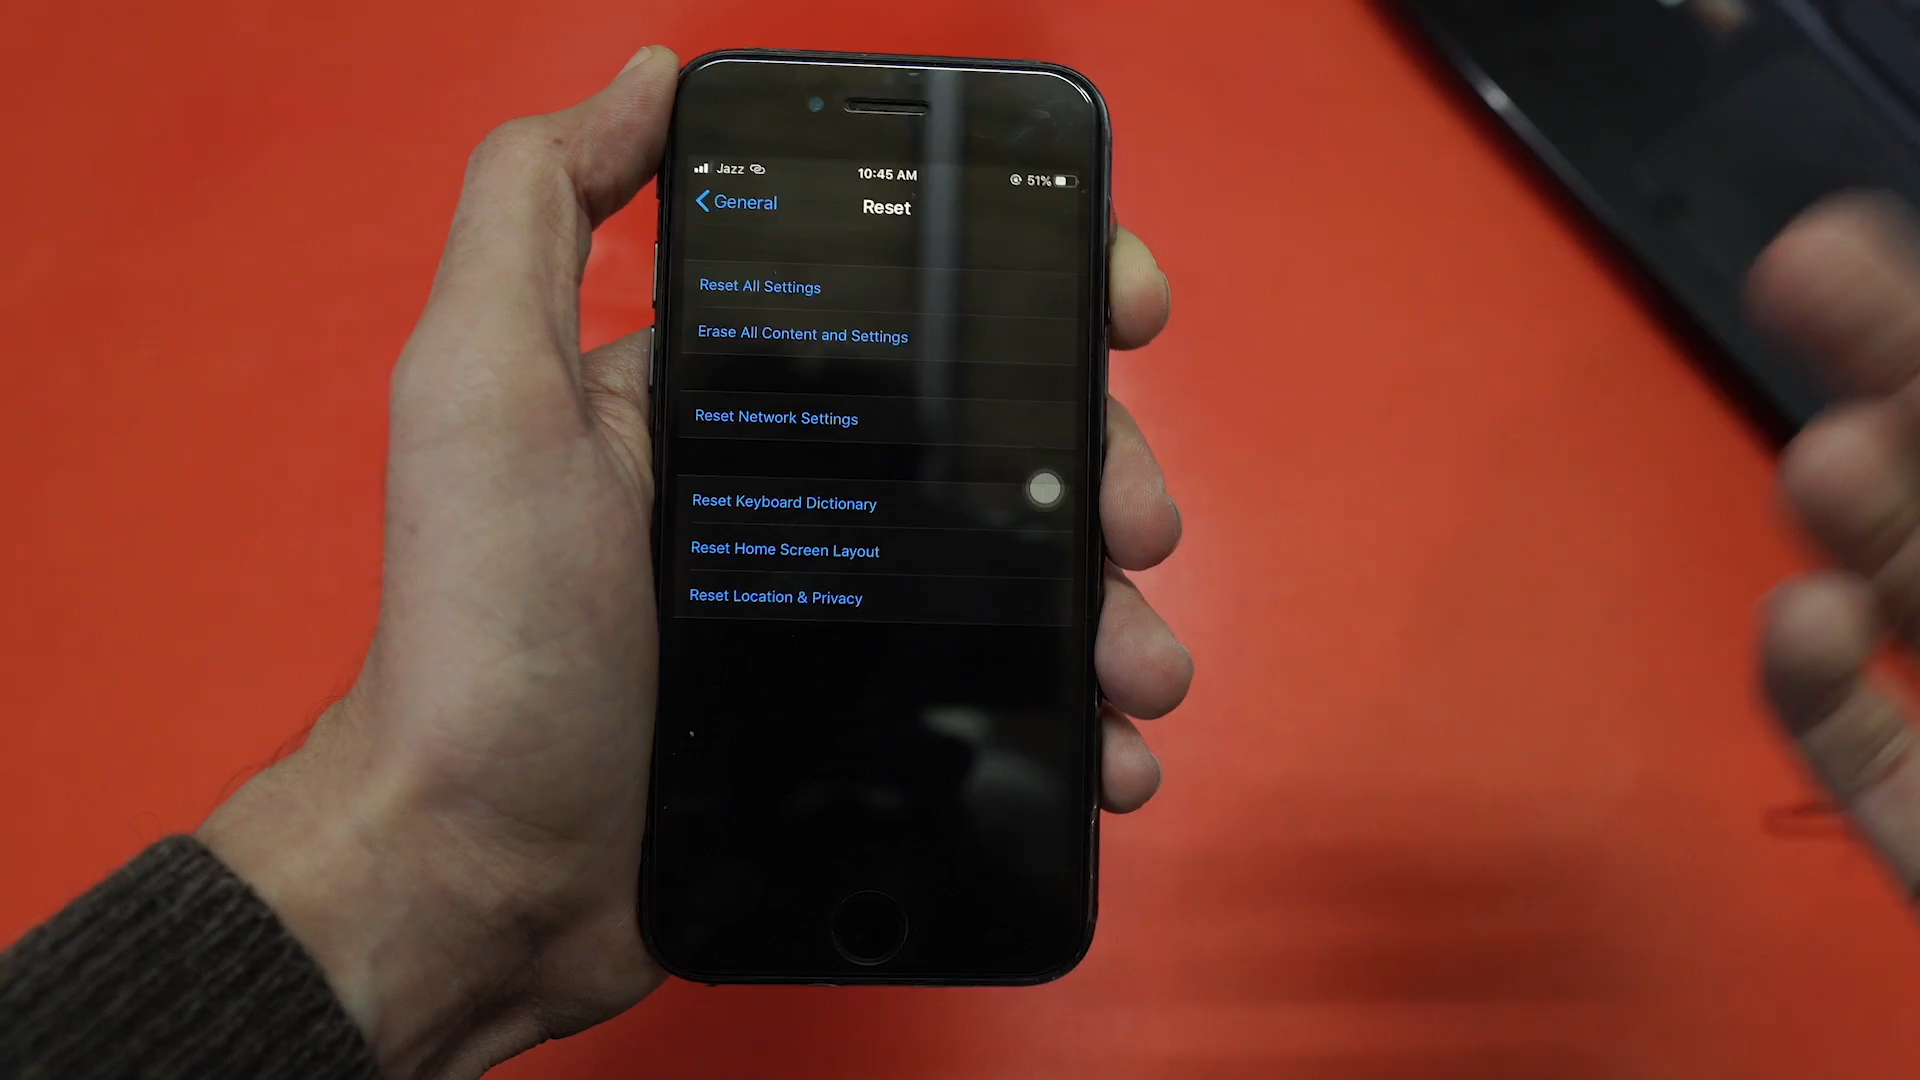 Jazz
10:45 AM
51%
General
Reset
Reset All Settings
Erase All Content and Settings
Reset Network Settings
Reset Keyboard Dictionary
Reset Home Screen Layout
Reset Location & Privacy